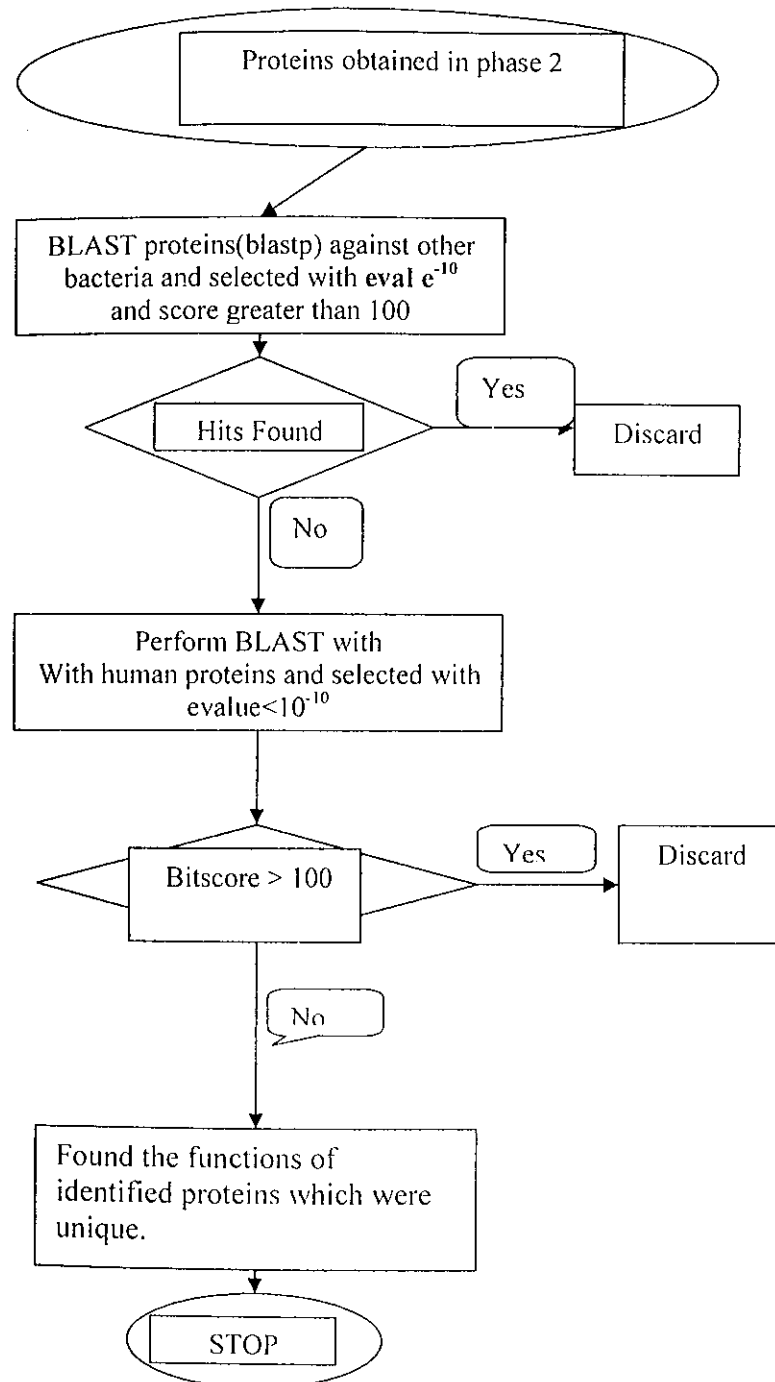 Proteins obtained in phase 2
BLAST proteins(blastp) against other
bacteria and selected with eval e⁻¹⁰
and score greater than 100
Hits Found
Yes
Discard
No
Perform BLAST with
With human proteins and selected with
evalue<10⁻¹⁰
Bitscore > 100
Yes
Discard
No
Found the functions of
identified proteins which were
unique.
STOP